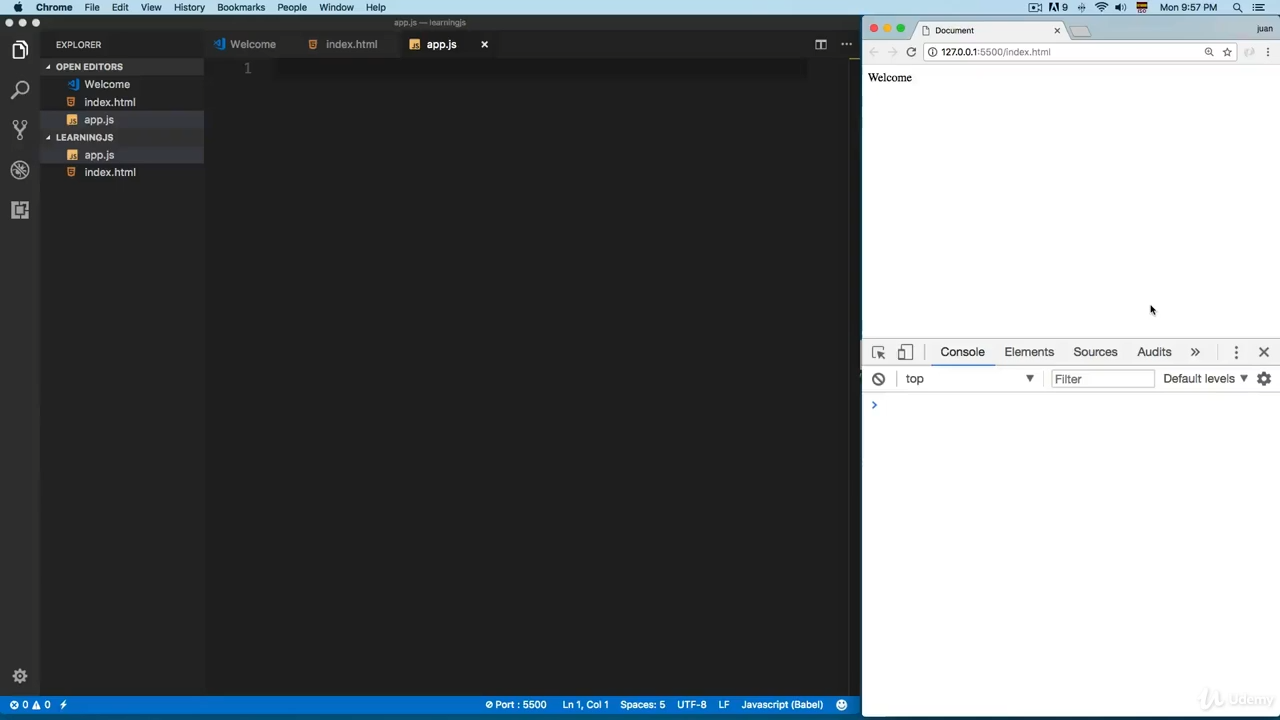 Chrome File Edit View History Bookmarks People Window Help
9 Mon 9:57 PM
app.js — learningjs
EXPLORER
OPEN EDITORS
Welcome
index.html
app.js
LEARNINGJS
app.js
index.html
Welcome index.html app.js
1
0 0 Port : 5500 Ln 1, Col 1 Spaces: 5 UTF-8 LF Javascript (Babel)
Document juan
127.0.0.1:5500/index.html
Welcome
Console Elements Sources Audits
top Filter Default levels
Udemy